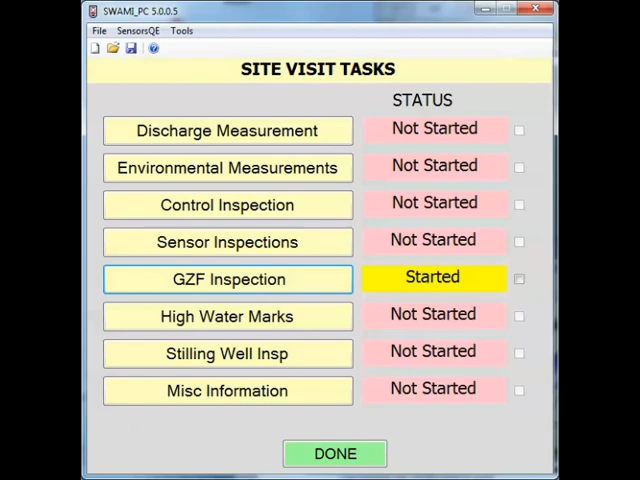 SWAMI_PC 5.0.0.5
File SensorsQE Tools
SITE VISIT TASKS
STATUS
Discharge Measurement Not Started
Environmental Measurements Not Started
Control Inspection Not Started
Sensor Inspections Not Started
GZF Inspection Started
High Water Marks Not Started
Stilling Well Insp Not Started
Misc Information Not Started
DONE